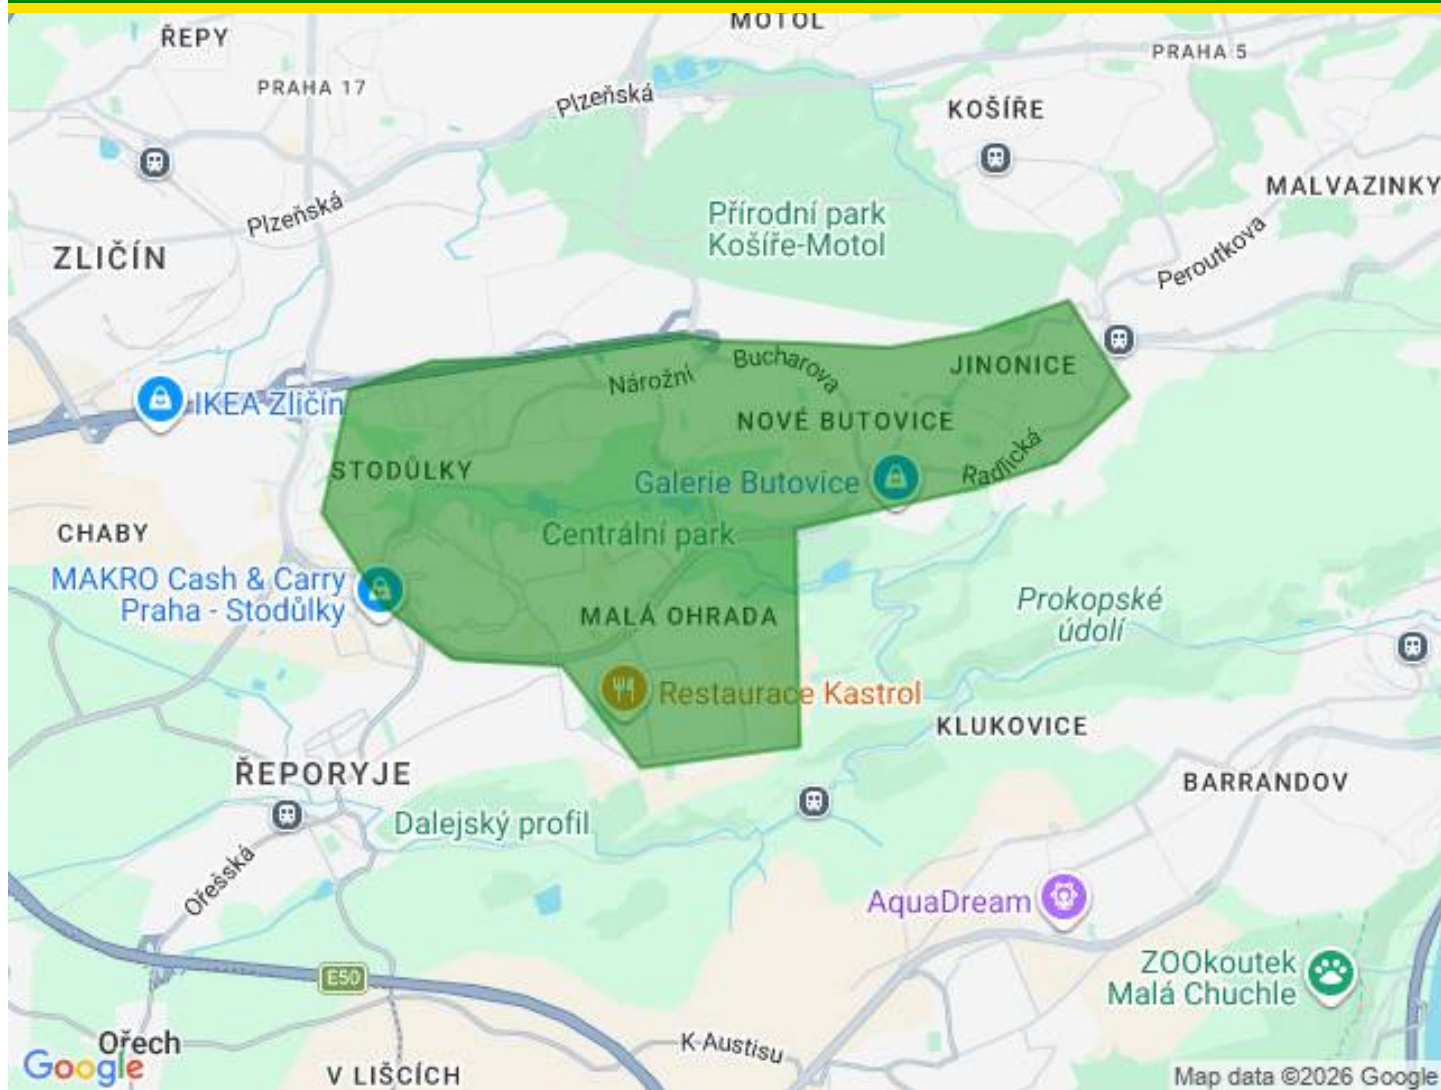 MOTOL
ŘEPY
PRAHA 5
PRAHA 17
Plzeňská
KOŠÍŘE
MALVAZINKY
Plzeňská
Přírodní park
Košíře-Motol
Peroutkova
ZLIČÍN
Bucharova
JINONICE
Nárožní
IKEA Zličín
NOVÉ BUTOVICE
STODŮLKY
Radlická
Galerie Butovice
CHABY
Centrální park
MAKRO Cash & Carry
Praha - Stodůlky
MALÁ OHRADA
Prokopské
údolí
Restaurace Kastrol
KLUKOVICE
ŘEPORYJE
BARRANDOV
Dalejský profil
Ořešská
AquaDream
E50
ZOOkoutek
Malá Chuchle
Ořech
K Austisu
Google
V LIŠCÍCH
Map data ©2026 Google